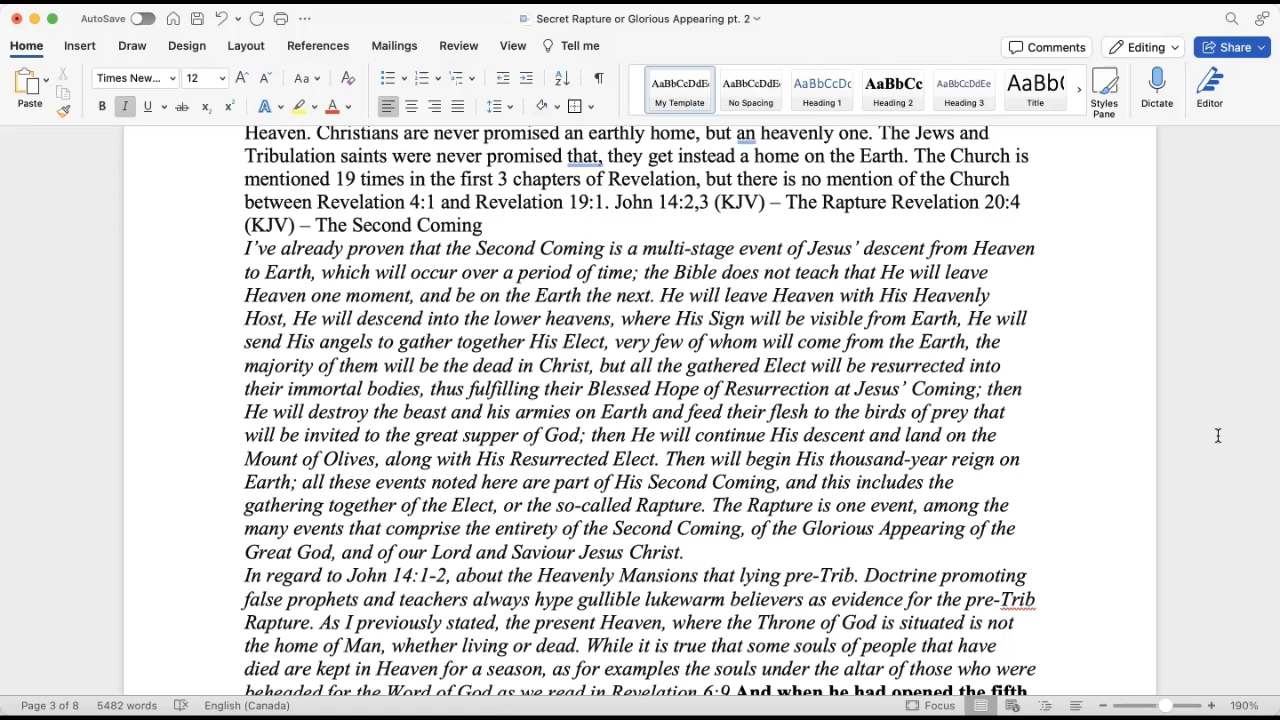 AutoSave
Secret Rapture or Glorious Appearing pt. 2
Home Insert Draw Design Layout References Mailings Review View Tell me
Comments Editing Share
Paste
Times New... 12
AaBbCcDdEe My Template
AaBbCcDdEe No Spacing
AaBbCcDc Heading 1
AaBbCc Heading 2
AaBbCcDdEe Heading 3
AaBb( Title
Styles Pane
Dictate
Editor
Heaven. Christians are never promised an earthly home, but an heavenly one. The Jews and
Tribulation saints were never promised that, they get instead a home on the Earth. The Church is
mentioned 19 times in the first 3 chapters of Revelation, but there is no mention of the Church
between Revelation 4:1 and Revelation 19:1. John 14:2,3 (KJV) – The Rapture Revelation 20:4
(KJV) – The Second Coming
I’ve already proven that the Second Coming is a multi-stage event of Jesus’ descent from Heaven
to Earth, which will occur over a period of time; the Bible does not teach that He will leave
Heaven one moment, and be on the Earth the next. He will leave Heaven with His Heavenly
Host, He will descend into the lower heavens, where His Sign will be visible from Earth, He will
send His angels to gather together His Elect, very few of whom will come from the Earth, the
majority of them will be the dead in Christ, but all the gathered Elect will be resurrected into
their immortal bodies, thus fulfilling their Blessed Hope of Resurrection at Jesus’ Coming; then
He will destroy the beast and his armies on Earth and feed their flesh to the birds of prey that
will be invited to the great supper of God; then He will continue His descent and land on the
Mount of Olives, along with His Resurrected Elect. Then will begin His thousand-year reign on
Earth; all these events noted here are part of His Second Coming, and this includes the
gathering together of the Elect, or the so-called Rapture. The Rapture is one event, among the
many events that comprise the entirety of the Second Coming, of the Glorious Appearing of the
Great God, and of our Lord and Saviour Jesus Christ.
In regard to John 14:1-2, about the Heavenly Mansions that lying pre-Trib. Doctrine promoting
false prophets and teachers always hype gullible lukewarm believers as evidence for the pre-Trib
Rapture. As I previously stated, the present Heaven, where the Throne of God is situated is not
the home of Man, whether living or dead. While it is true that some souls of people that have
died are kept in Heaven for a season, as for examples the souls under the altar of those who were
beheaded for the Word of God as we read in Revelation 6:9 And when he had opened the fifth
Page 3 of 8 5482 words English (Canada) Focus 190%